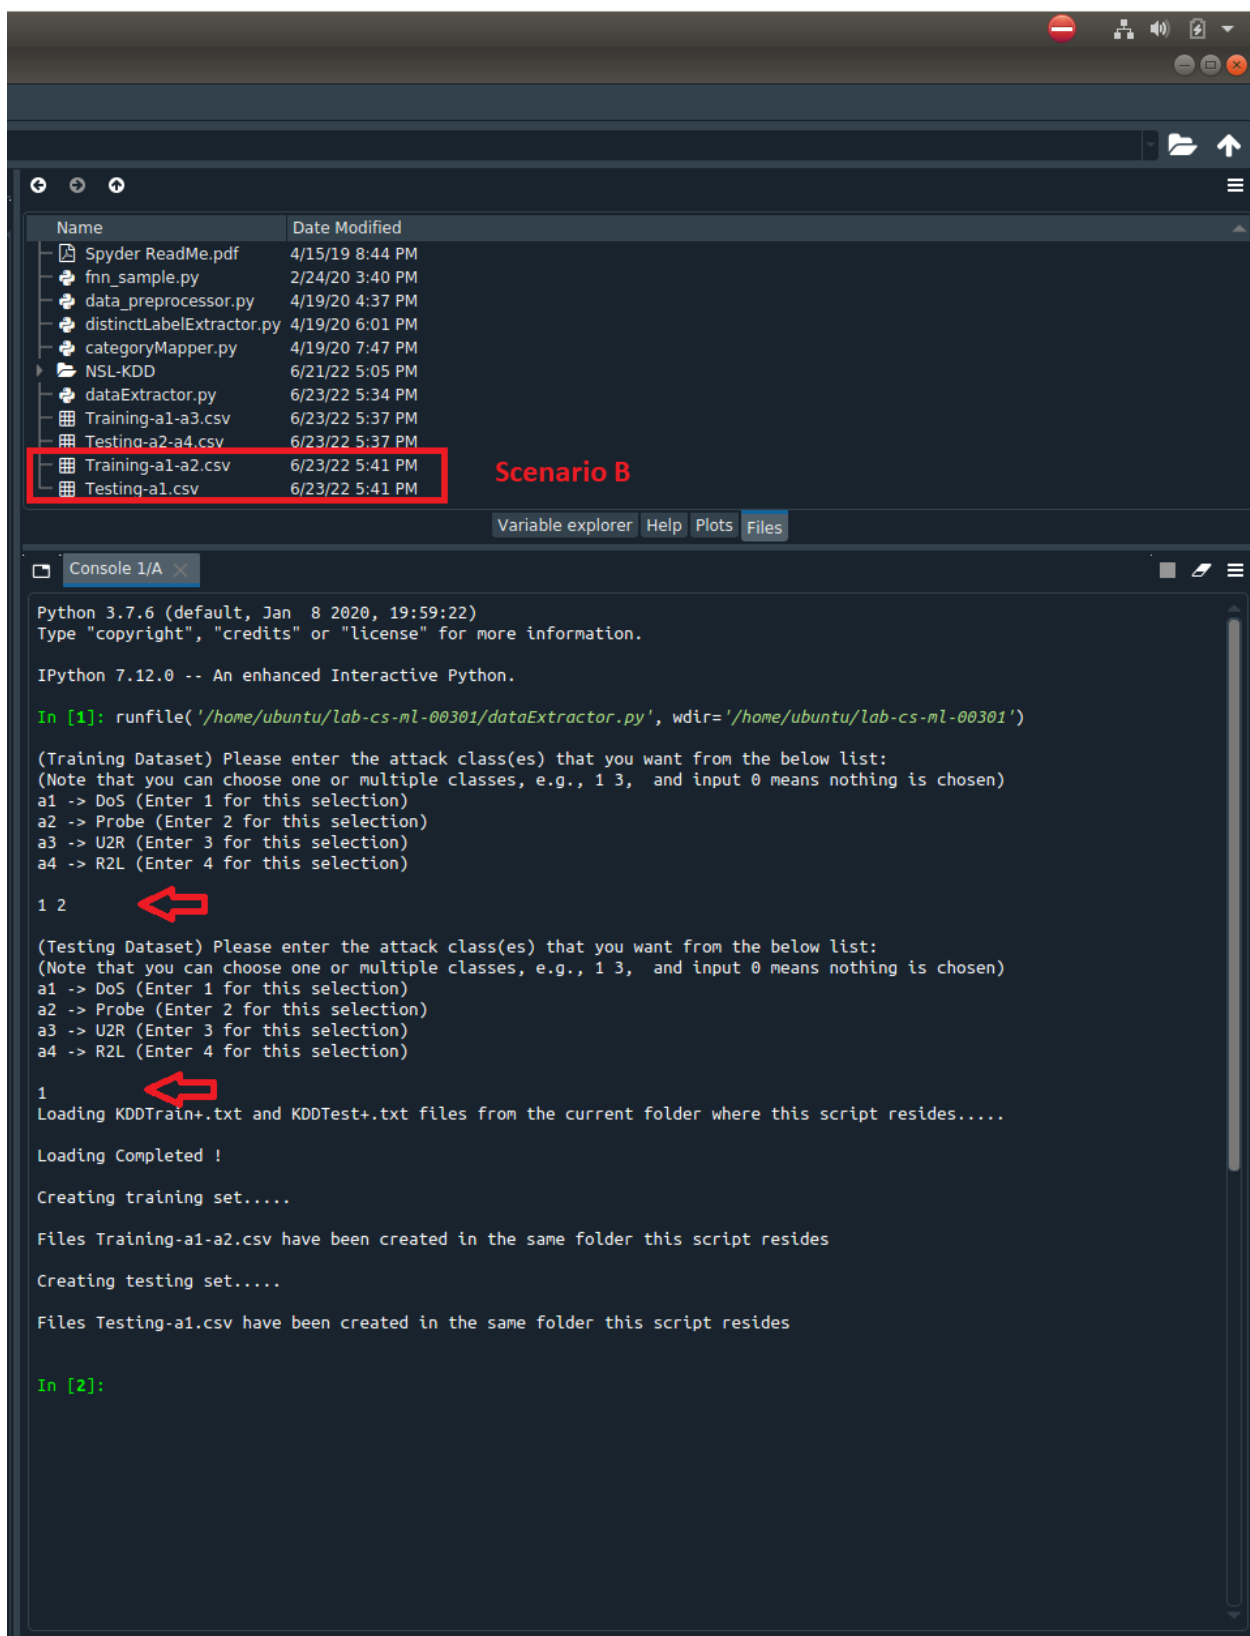 Name Date Modified
Spyder ReadMe.pdf 4/15/19 8:44 PM
fnn_sample.py 2/24/20 3:40 PM
data_preprocessor.py 4/19/20 4:37 PM
distinctLabelExtractor.py 4/19/20 6:01 PM
categoryMapper.py 4/19/20 7:47 PM
NSL-KDD 6/21/22 5:05 PM
dataExtractor.py 6/23/22 5:34 PM
Training-a1-a3.csv 6/23/22 5:37 PM
Testing-a2-a4.csv 6/23/22 5:37 PM
Training-a1-a2.csv 6/23/22 5:41 PM
Scenario B
Testing-a1.csv 6/23/22 5:41 PM
Variable explorer Help Plots Files
Console 1/A
Python 3.7.6 (default, Jan  8 2020, 19:59:22)
Type "copyright", "credits" or "license" for more information.
IPython 7.12.0 -- An enhanced Interactive Python.
In [1]: runfile('/home/ubuntu/lab-cs-ml-00301/dataExtractor.py', wdir='/home/ubuntu/lab-cs-ml-00301')
(Training Dataset) Please enter the attack class(es) that you want from the below list:
(Note that you can choose one or multiple classes, e.g., 1 3,  and input 0 means nothing is chosen)
a1 -> DoS (Enter 1 for this selection)
a2 -> Probe (Enter 2 for this selection)
a3 -> U2R (Enter 3 for this selection)
a4 -> R2L (Enter 4 for this selection)
1 2
(Testing Dataset) Please enter the attack class(es) that you want from the below list:
(Note that you can choose one or multiple classes, e.g., 1 3,  and input 0 means nothing is chosen)
a1 -> DoS (Enter 1 for this selection)
a2 -> Probe (Enter 2 for this selection)
a3 -> U2R (Enter 3 for this selection)
a4 -> R2L (Enter 4 for this selection)
1
Loading KDDTrain+.txt and KDDTest+.txt files from the current folder where this script resides.....
Loading Completed !
Creating training set.....
Files Training-a1-a2.csv have been created in the same folder this script resides
Creating testing set.....
Files Testing-a1.csv have been created in the same folder this script resides
In [2]: